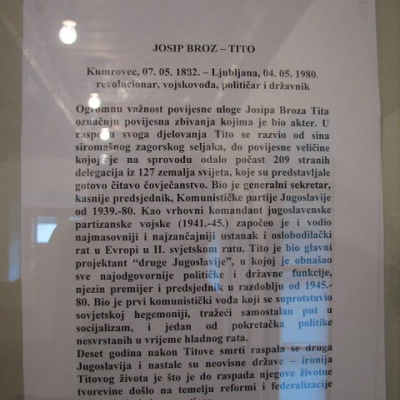 JOSIP BROZ – TITO
Kumrovec, 07. 05. 1892. – Ljubljana, 04. 05. 1980.
revolucionar, vojskovođa, političar i državnik
Ogromnu važnost povijesne uloge Josipa Broza Tita
označuju povijesna zbivanja kojima je bio akter. U
rasponu svoga djelovanja Tito se razvio od sina
siromašnog zagorskog seljaka, do povijesne veličine
kojoj je na sprovodu odalo počast 209 stranih
delegacija iz 127 zemalja svijeta, koje su predstavljale
gotovo čitavo čovječanstvo. Bio je generalni sekretar,
kasnije predsjednik, Komunističke partije Jugoslavije
od 1939.-80. Kao vrhovni komandant jugoslavenske
partizanske vojske (1941.-45.) započeo je i vodio
najmasovniji i najznačajniji ustanak i oslobodilački
rat u Evropi u II. svjetskom ratu. Tito je bio glavni
projektant "druge Jugoslavije", u kojoj je obnašao
sve najodgovornije političke i državne funkcije,
njezin premijer i predsjednik u razdoblju od 1945.-
80. Bio je prvi komunistički vođa koji se suprotstavio
sovjetskoj hegemoniji, tražeći samostalan put u
socijalizam, i jedan od pokretača politike
nesvrstanih u vrijeme hladnog rata.
Deset godina nakon Titove smrti raspala se druga
Jugoslavija i nastale su neovisne države – ironija
Titovog života je što je do raspada njegove životne
tvorevine došlo na temelju reformi i federalizacije